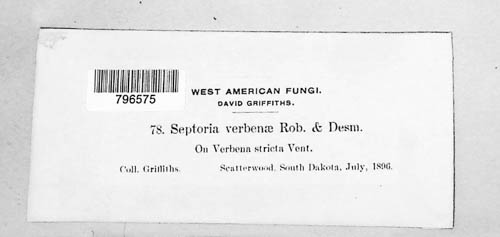 WEST AMERICAN FUNGI.
DAVID GRIFFITHS.
796575
78. Septoria verbenæ Rob. & Desm.
On Verbena stricta Vent.
Coll. Griffiths. Scatterwood, South Dakota, July, 1896.